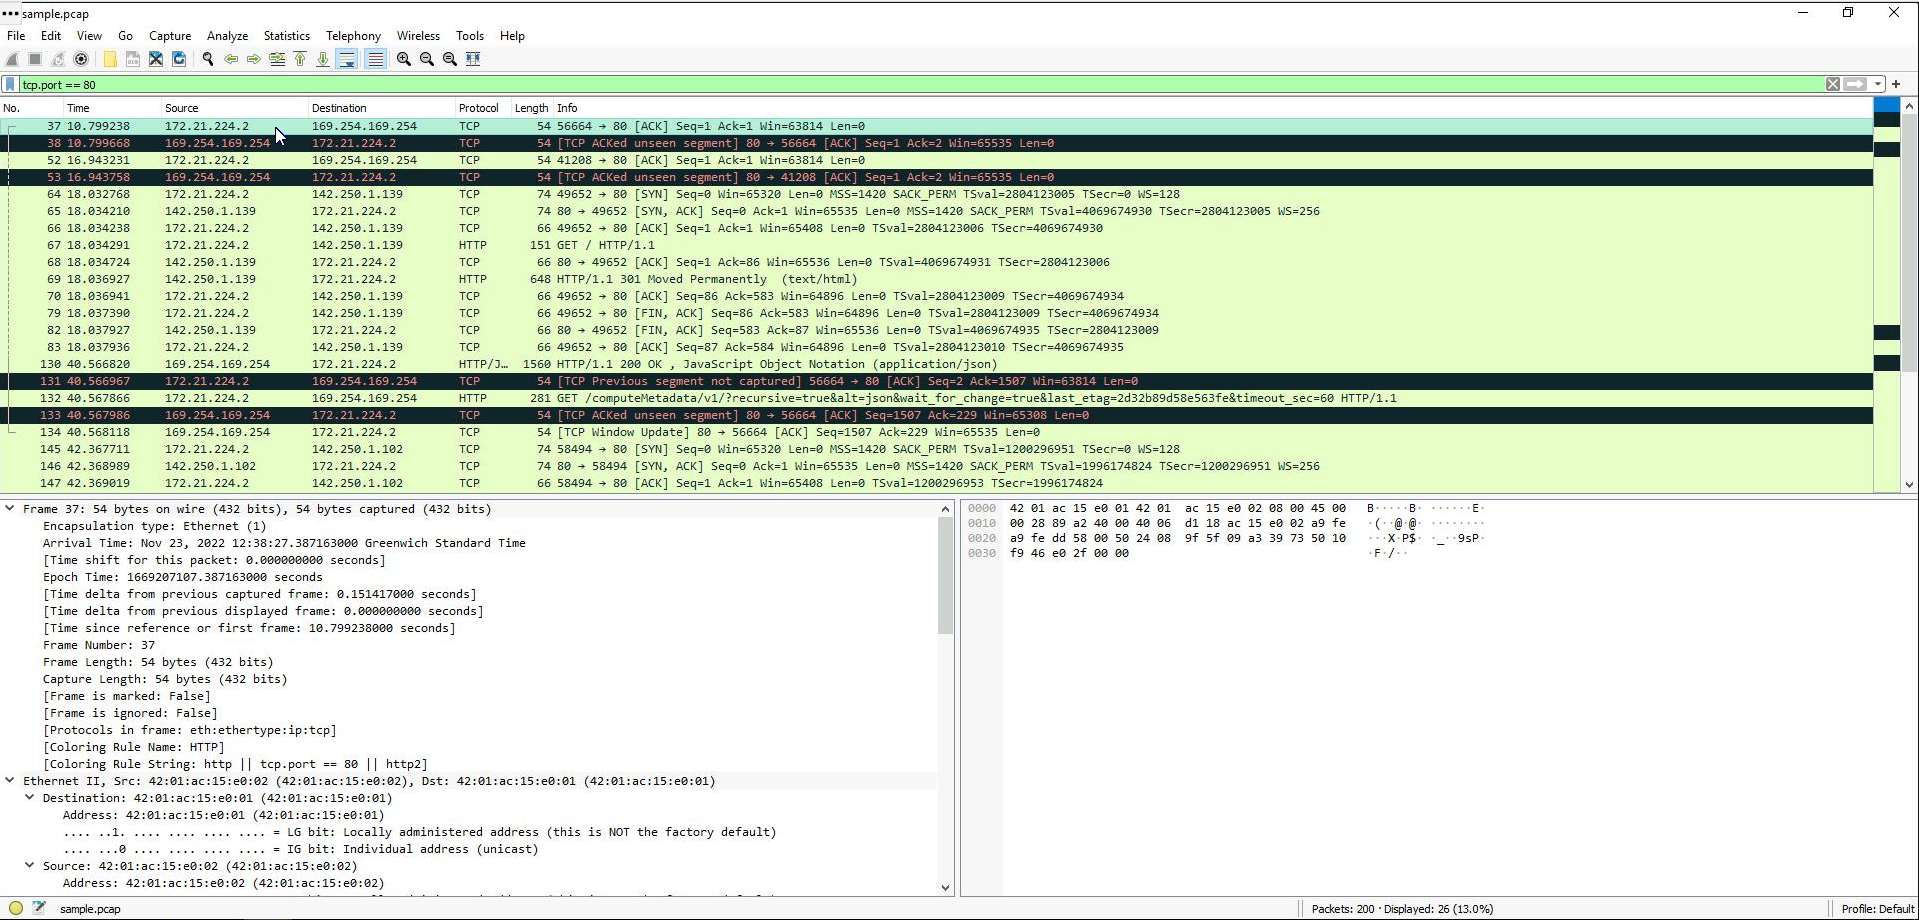 sample.pcap
File Edit View Go Capture Analyze Statistics Telephony Wireless Tools Help
tcp.port == 80
No. Time Source Destination Protocol Length Info
37 10.799238 172.21.224.2 169.254.169.254 TCP 54 56664 → 80 [ACK] Seq=1 Ack=1 Win=63814 Len=0
38 10.799668 169.254.169.254 172.21.224.2 TCP 54 [TCP ACKed unseen segment] 80 → 56664 [ACK] Seq=1 Ack=2 Win=65535 Len=0
52 16.943231 172.21.224.2 169.254.169.254 TCP 54 41208 → 80 [ACK] Seq=1 Ack=1 Win=63814 Len=0
53 16.943758 169.254.169.254 172.21.224.2 TCP 54 [TCP ACKed unseen segment] 80 → 41208 [ACK] Seq=1 Ack=2 Win=65535 Len=0
64 18.032768 172.21.224.2 142.250.1.139 TCP 74 49652 → 80 [SYN] Seq=0 Win=65320 Len=0 MSS=1420 SACK_PERM TSval=2804123005 TSecr=0 WS=128
65 18.034210 142.250.1.139 172.21.224.2 TCP 74 80 → 49652 [SYN, ACK] Seq=0 Ack=1 Win=65535 Len=0 MSS=1420 SACK_PERM TSval=4069674930 TSecr=2804123005 WS=256
66 18.034238 172.21.224.2 142.250.1.139 TCP 66 49652 → 80 [ACK] Seq=1 Ack=1 Win=65408 Len=0 TSval=2804123006 TSecr=4069674930
67 18.034291 172.21.224.2 142.250.1.139 HTTP 151 GET / HTTP/1.1
68 18.034724 142.250.1.139 172.21.224.2 TCP 66 80 → 49652 [ACK] Seq=1 Ack=86 Win=65536 Len=0 TSval=4069674931 TSecr=2804123006
69 18.036927 142.250.1.139 172.21.224.2 HTTP 648 HTTP/1.1 301 Moved Permanently (text/html)
70 18.036941 172.21.224.2 142.250.1.139 TCP 66 49652 → 80 [ACK] Seq=86 Ack=583 Win=64896 Len=0 TSval=2804123009 TSecr=4069674934
79 18.037390 172.21.224.2 142.250.1.139 TCP 66 49652 → 80 [FIN, ACK] Seq=86 Ack=583 Win=64896 Len=0 TSval=2804123009 TSecr=4069674934
82 18.037927 142.250.1.139 172.21.224.2 TCP 66 80 → 49652 [FIN, ACK] Seq=583 Ack=87 Win=65536 Len=0 TSval=4069674935 TSecr=2804123009
83 18.037936 172.21.224.2 142.250.1.139 TCP 66 49652 → 80 [ACK] Seq=87 Ack=584 Win=64896 Len=0 TSval=2804123010 TSecr=4069674935
130 40.566820 169.254.169.254 172.21.224.2 HTTP/J… 1560 HTTP/1.1 200 OK , JavaScript Object Notation (application/json)
131 40.566967 172.21.224.2 169.254.169.254 TCP 54 [TCP Previous segment not captured] 56664 → 80 [ACK] Seq=2 Ack=1507 Win=63814 Len=0
132 40.567866 172.21.224.2 169.254.169.254 HTTP 281 GET /computeMetadata/v1/?recursive=true&alt=json&wait_for_change=true&last_etag=2d32b89d58e563fe&timeout_sec=60 HTTP/1.1
133 40.567986 169.254.169.254 172.21.224.2 TCP 54 [TCP ACKed unseen segment] 80 → 56664 [ACK] Seq=1507 Ack=229 Win=65308 Len=0
134 40.568118 169.254.169.254 172.21.224.2 TCP 54 [TCP Window Update] 80 → 56664 [ACK] Seq=1507 Ack=229 Win=65535 Len=0
145 42.367711 172.21.224.2 142.250.1.102 TCP 74 58494 → 80 [SYN] Seq=0 Win=65320 Len=0 MSS=1420 SACK_PERM TSval=1200296951 TSecr=0 WS=128
146 42.368989 142.250.1.102 172.21.224.2 TCP 74 80 → 58494 [SYN, ACK] Seq=0 Ack=1 Win=65535 Len=0 MSS=1420 SACK_PERM TSval=1996174824 TSecr=1200296951 WS=256
147 42.369019 172.21.224.2 142.250.1.102 TCP 66 58494 → 80 [ACK] Seq=1 Ack=1 Win=65408 Len=0 TSval=1200296953 TSecr=1996174824
Frame 37: 54 bytes on wire (432 bits), 54 bytes captured (432 bits)
Encapsulation type: Ethernet (1)
Arrival Time: Nov 23, 2022 12:38:27.387163000 Greenwich Standard Time
[Time shift for this packet: 0.000000000 seconds]
Epoch Time: 1669207107.387163000 seconds
[Time delta from previous captured frame: 0.151417000 seconds]
[Time delta from previous displayed frame: 0.000000000 seconds]
[Time since reference or first frame: 10.799238000 seconds]
Frame Number: 37
Frame Length: 54 bytes (432 bits)
Capture Length: 54 bytes (432 bits)
[Frame is marked: False]
[Frame is ignored: False]
[Protocols in frame: eth:ethertype:ip:tcp]
[Coloring Rule Name: HTTP]
[Coloring Rule String: http || tcp.port == 80 || http2]
Ethernet II, Src: 42:01:ac:15:e0:02 (42:01:ac:15:e0:02), Dst: 42:01:ac:15:e0:01 (42:01:ac:15:e0:01)
Destination: 42:01:ac:15:e0:01 (42:01:ac:15:e0:01)
Address: 42:01:ac:15:e0:01 (42:01:ac:15:e0:01)
.... ..1. .... .... .... .... = LG bit: Locally administered address (this is NOT the factory default)
.... ...0 .... .... .... .... = IG bit: Individual address (unicast)
Source: 42:01:ac:15:e0:02 (42:01:ac:15:e0:02)
Address: 42:01:ac:15:e0:02 (42:01:ac:15:e0:02)
0000 42 01 ac 15 e0 01 42 01 ac 15 e0 02 08 00 45 00 B·····B· ······E·
0010 00 28 89 a2 40 00 40 06 d1 18 ac 15 e0 02 a9 fe ·(··@·@· ········
0020 a9 fe dd 58 00 50 24 08 9f 5f 09 a3 39 73 50 10 ···X·P$· ·_··9sP·
0030 f9 46 e0 2f 00 00 ·F·/··
sample.pcap
Packets: 200 · Displayed: 26 (13.0%)
Profile: Default